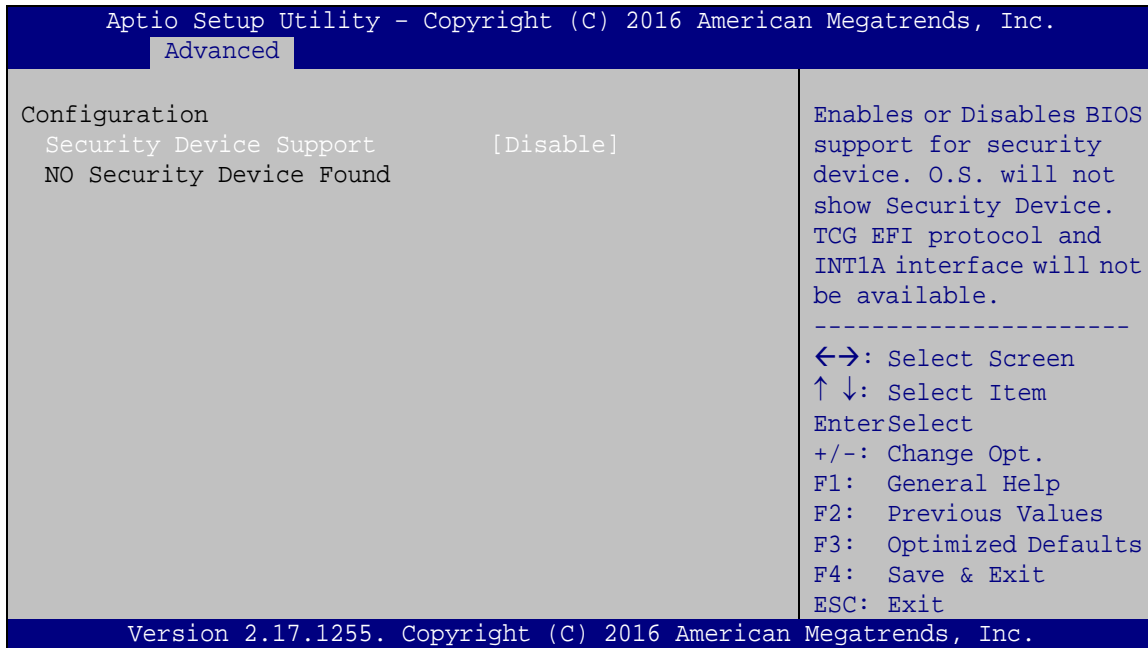 Aptio Setup Utility – Copyright (C) 2016 American Megatrends, Inc.
Advanced
Configuration
Security Device Support [Disable]
NO Security Device Found
Enables or Disables BIOS
support for security
device. O.S. will not
show Security Device.
TCG EFI protocol and
INT1A interface will not
be available.
----------------------
←→: Select Screen
↑ ↓: Select Item
EnterSelect
+/-: Change Opt.
F1: General Help
F2: Previous Values
F3: Optimized Defaults
F4: Save & Exit
ESC: Exit
Version 2.17.1255. Copyright (C) 2016 American Megatrends, Inc.